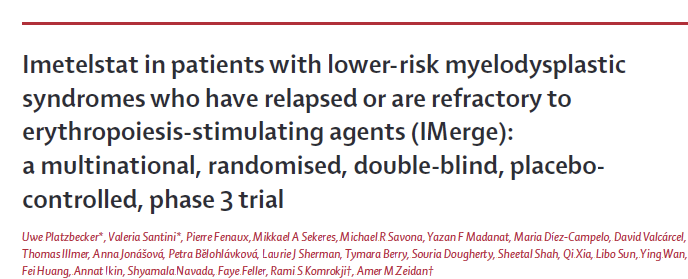 Imetelstat in patients with lower-risk myelodysplastic
syndromes who have relapsed or are refractory to
erythropoiesis-stimulating agents (IMerge):
a multinational, randomised, double-blind, placebo-
controlled, phase 3 trial
Uwe Platzbecker*, Valeria Santini*, Pierre Fenaux, Mikkael A Sekeres, Michael R Savona, Yazan F Madanat, Maria Díez-Campelo, David Valcárcel,
Thomas Illmer, Anna Jonášová, Petra Bělohlávková, Laurie J Sherman, Tymara Berry, Souria Dougherty, Sheetal Shah, Qi Xia, Libo Sun, Ying Wan,
Fei Huang, Annat Ikin, Shyamala Navada, Faye Feller, Rami S Komrokji†, Amer M Zeidan†